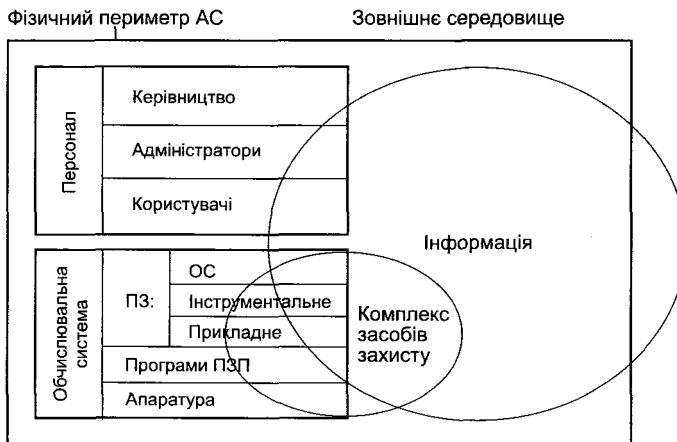 Фізичний периметр АС
Зовнішнє середовище
Персонал
Керівництво
Адміністратори
Користувачі
Інформація
Обчислювальна
система
ПЗ:
ОС
Інструментальне
Прикладне
Програми ПЗП
Апаратура
Комплекс
засобів
захисту